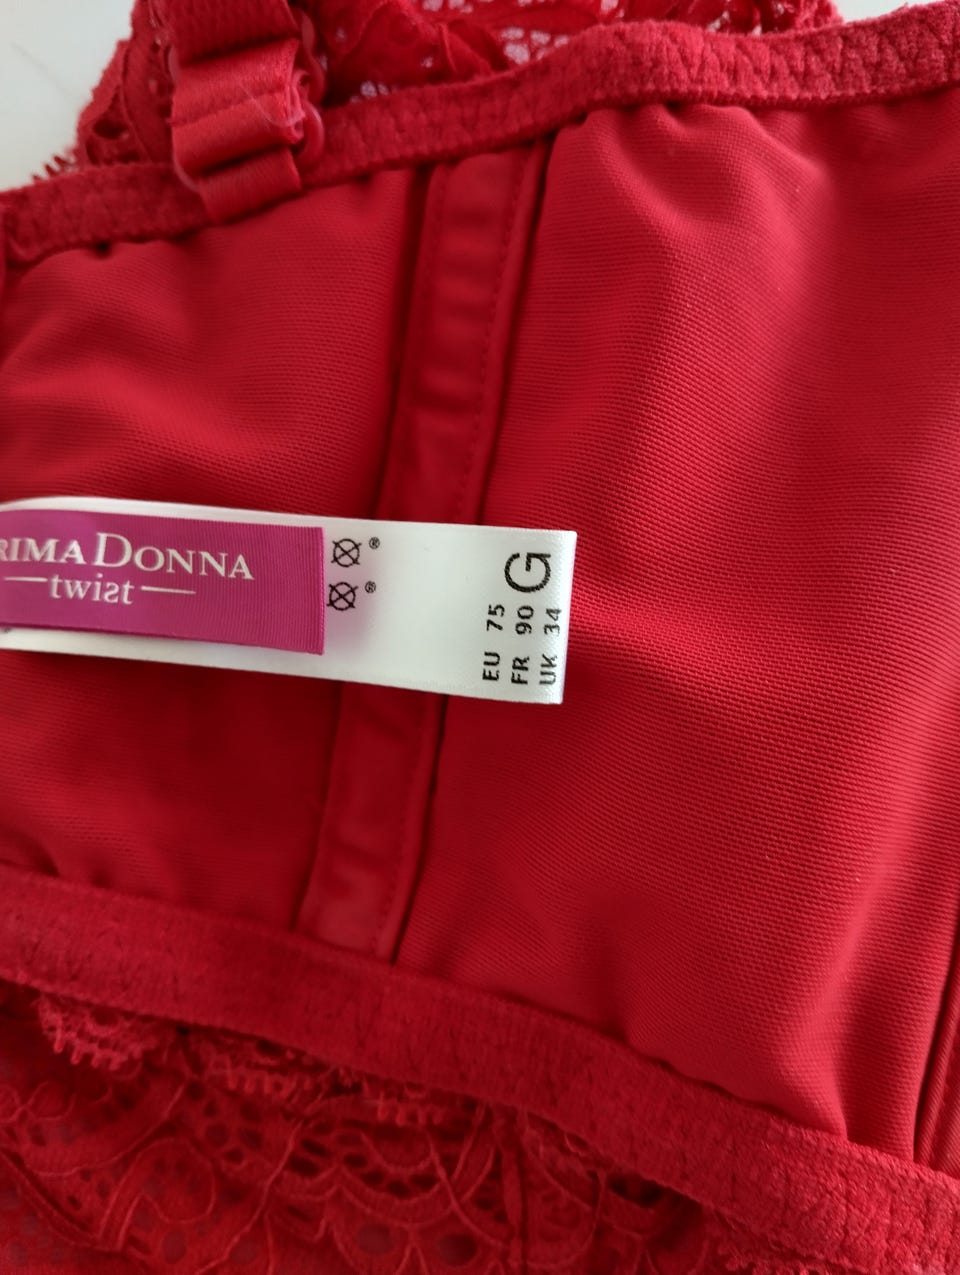 RIMA DONNA
twist
®
®
EU 75
FR 90
UK 34
G